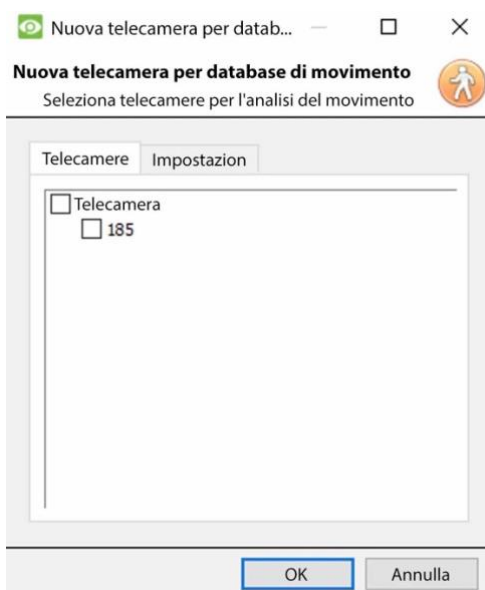 Nuova telecamera per datab...
Nuova telecamera per database di movimento
Seleziona telecamere per l'analisi del movimento
Telecamere Impostazion
Telecamera
185
OK Annulla